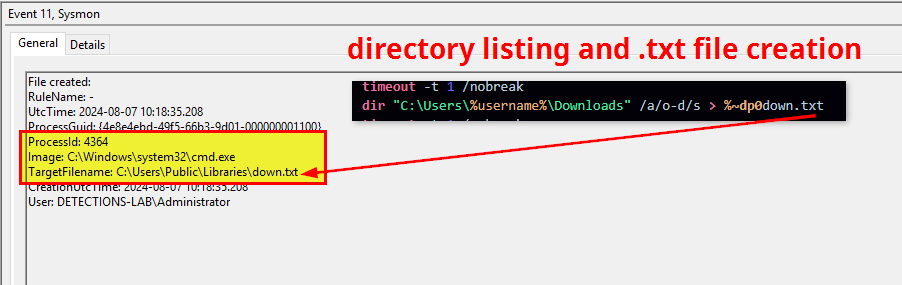 Event 11, Sysmon
General
Details
directory listing and .txt file creation
File created:
RuleName: -
UtcTime: 2024-08-07 10:18:35.208
ProcessGuid: {4e8e4ebd-49f5-66b3-9d01-000000001100}
ProcessId: 4364
Image: C:\Windows\system32\cmd.exe
TargetFilename: C:\Users\Public\Libraries\down.txt
CreationUtcTime: 2024-08-07 10:18:35.208
User: DETECTIONS-LAB\Administrator
timeout -t 1 /nobreak
dir "C:\Users\%username%\Downloads" /a/o-d/s > %~dp0down.txt